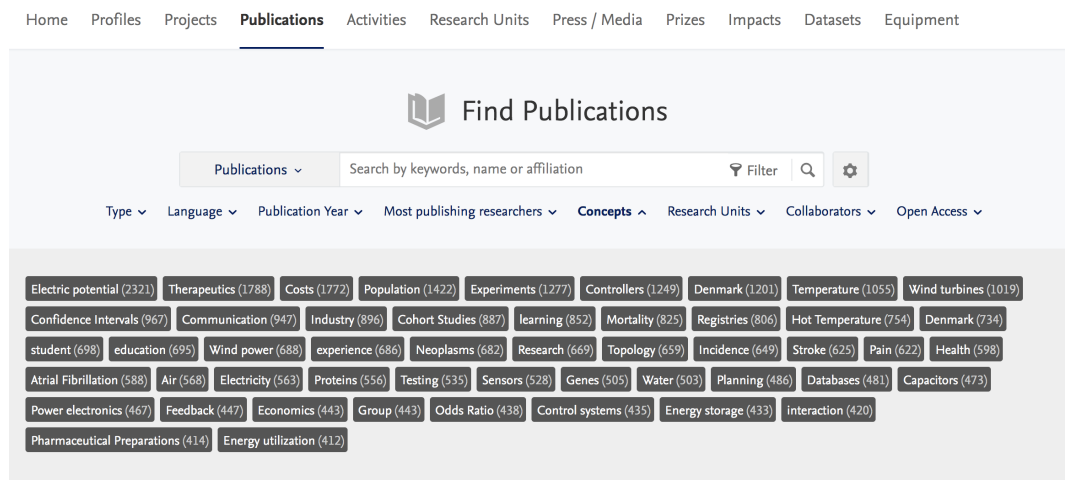 Home Profiles Projects Publications Activities Research Units Press / Media Prizes Impacts Datasets Equipment
Find Publications
Publications Search by keywords, name or affiliation Filter
Type Language Publication Year Most publishing researchers Concepts Research Units Collaborators Open Access
Electric potential (2321) Therapeutics (1788) Costs (1772) Population (1422) Experiments (1277) Controllers (1249) Denmark (1201) Temperature (1055) Wind turbines (1019)
Confidence Intervals (967) Communication (947) Industry (896) Cohort Studies (887) learning (852) Mortality (825) Registries (806) Hot Temperature (754) Denmark (734)
student (698) education (695) Wind power (688) experience (686) Neoplasms (682) Research (669) Topology (659) Incidence (649) Stroke (625) Pain (622) Health (598)
Atrial Fibrillation (588) Air (568) Electricity (563) Proteins (556) Testing (535) Sensors (528) Genes (505) Water (503) Planning (486) Databases (481) Capacitors (473)
Power electronics (467) Feedback (447) Economics (443) Group (443) Odds Ratio (438) Control systems (435) Energy storage (433) interaction (420)
Pharmaceutical Preparations (414) Energy utilization (412)